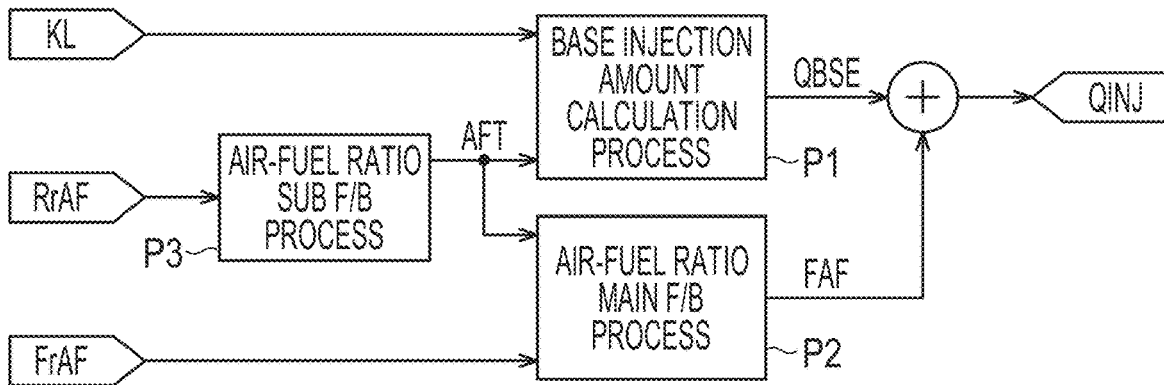 KL
BASE INJECTION
AMOUNT
CALCULATION
PROCESS
QBSE
+
QINJ
P1
AFT
RrAF
AIR-FUEL RATIO
SUB F/B
PROCESS
P3
AIR-FUEL RATIO
MAIN F/B
PROCESS
FAF
P2
FrAF